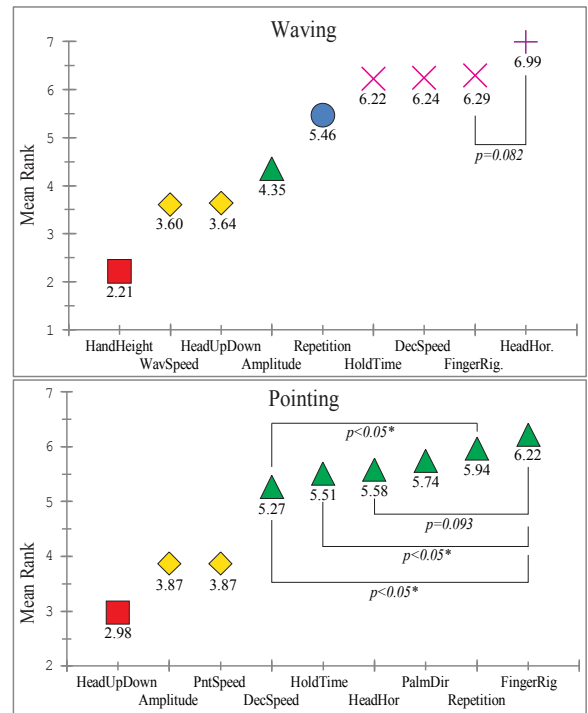 Waving
7
6
5
4
3
2
1
Mean Rank
2.21
3.60
3.64
4.35
5.46
6.22
6.24
6.29
6.99
p=0.082
HandHeight
WavSpeed
HeadUpDown
Amplitude
Repetition
HoldTime
DecSpeed
FingerRig.
HeadHor.
Pointing
7
6
5
4
3
2
Mean Rank
2.98
3.87
3.87
5.27
5.51
5.58
5.74
5.94
6.22
p<0.05*
p=0.093
p<0.05*
p<0.05*
HeadUpDown
Amplitude
PntSpeed
DecSpeed
HoldTime
HeadHor
PalmDir
Repetition
FingerRig